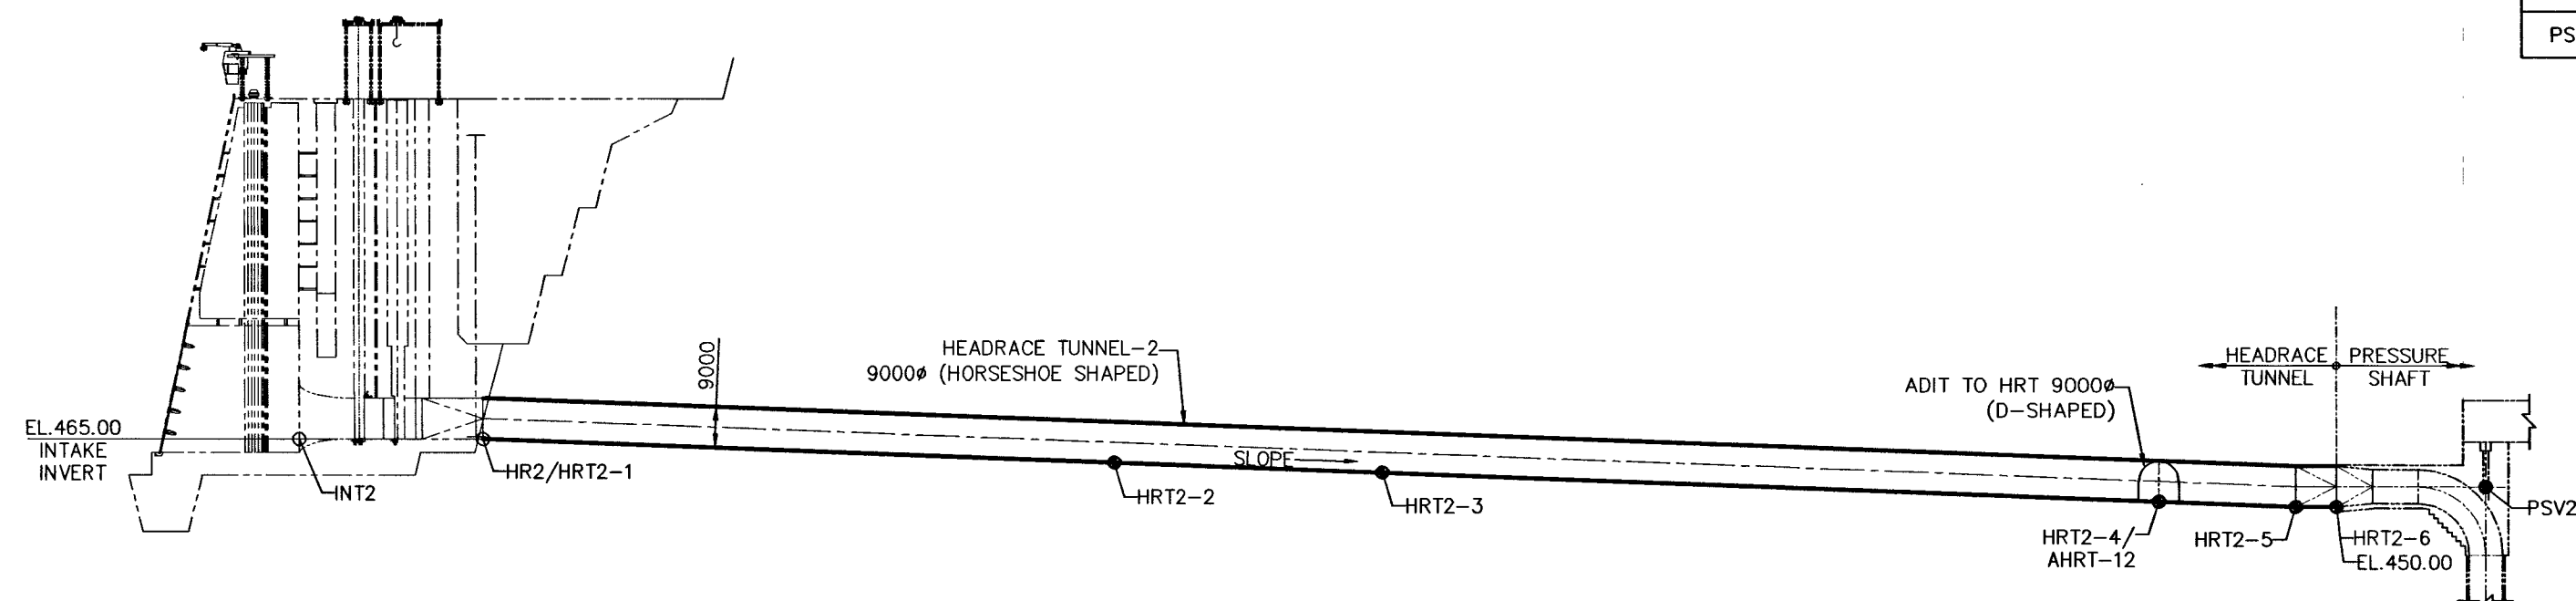 PS
HEADRACE TUNNEL-2
9000ø (HORSESHOE SHAPED)
9000
HEADRACE
TUNNEL
PRESSURE
SHAFT
ADIT TO HRT 9000ø
(D-SHAPED)
EL.465.00
INTAKE
INVERT
INT2
HR2/HRT2-1
SLOPE
HRT2-2
HRT2-3
HRT2-4/
AHRT-12
HRT2-5
HRT2-6
EL.450.00
PSV2